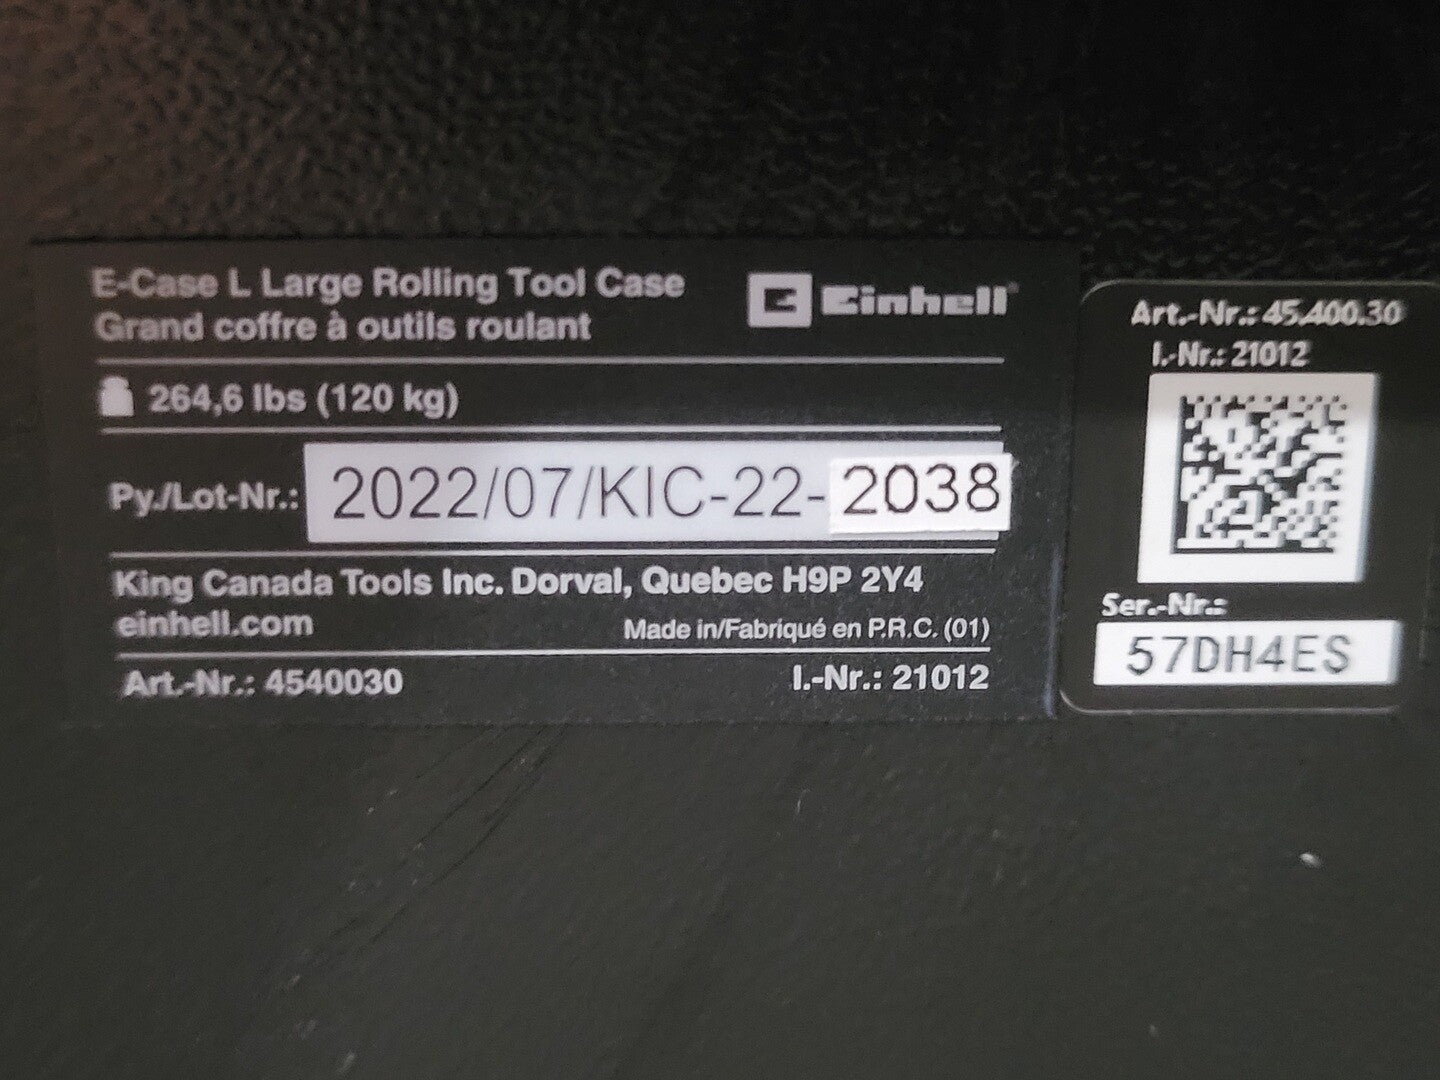 E-Case L Large Rolling Tool Case
Grand coffre à outils roulant
Einhell®
264,6 lbs (120 kg)
Py./Lot-Nr.: 2022/07/KIC-22-2038
King Canada Tools Inc. Dorval, Quebec H9P 2Y4
einhell.com
Made in/Fabriqué en P.R.C. (01)
Art.-Nr.: 4540030
I.-Nr.: 21012
Art.-Nr.: 45.400.30
I.-Nr.: 21012
Ser.-Nr.:
57DH4ES